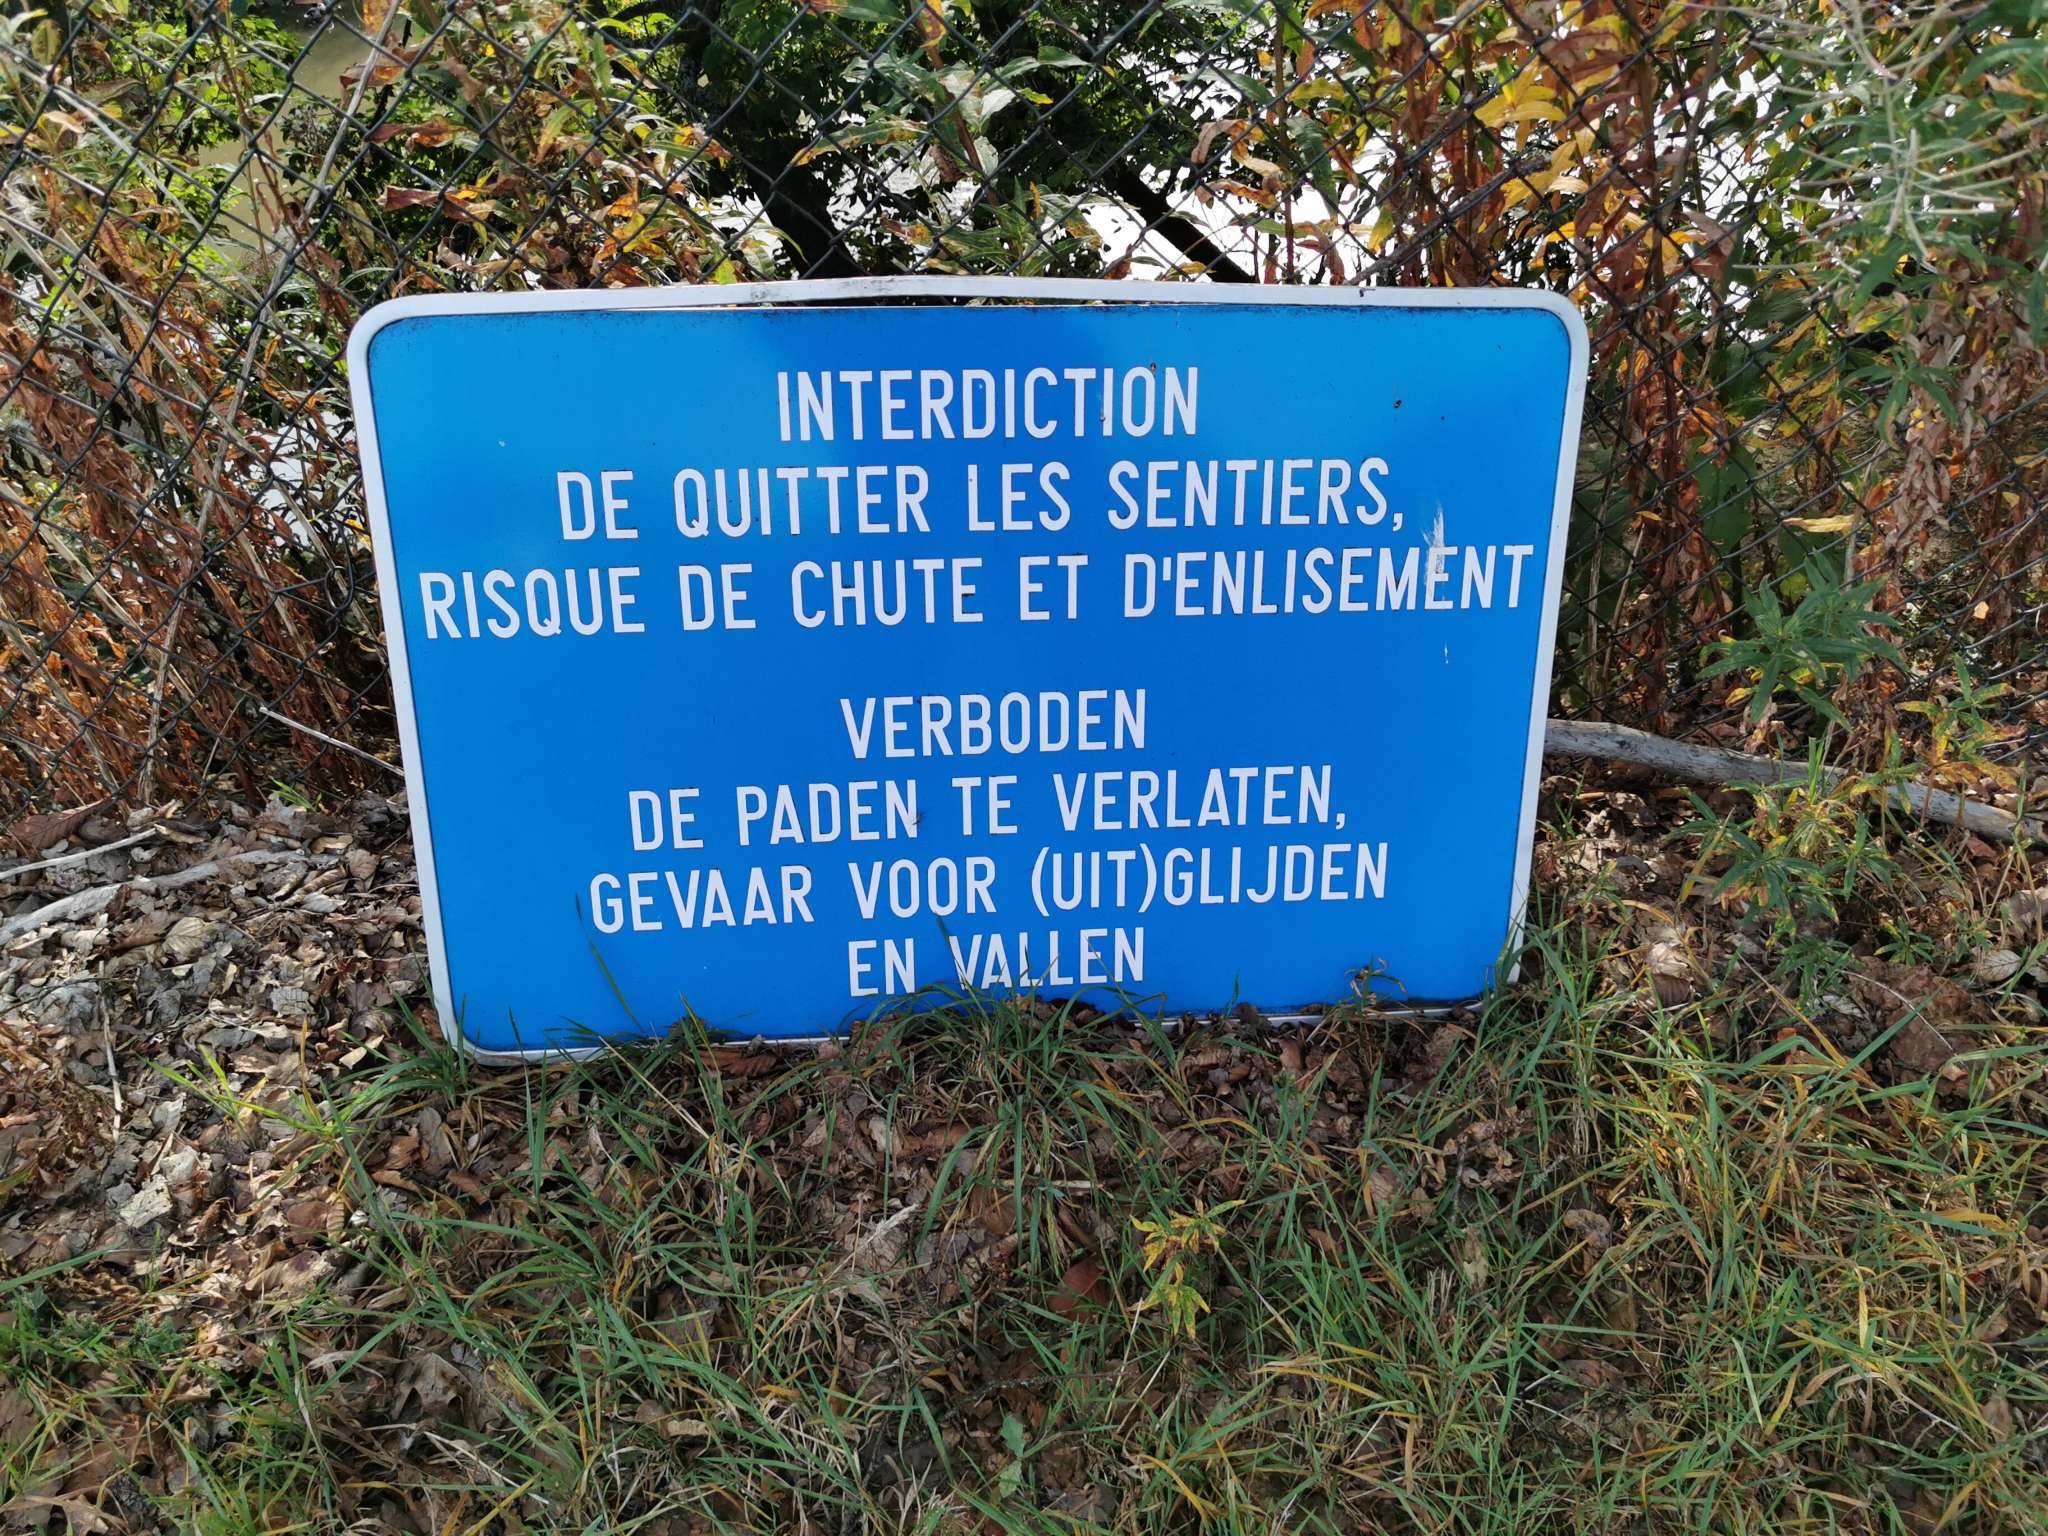 INTERDICTION
DE QUITTER LES SENTIERS,
RISQUE DE CHUTE ET D'ENLISEMENT
VERBODEN
DE PADEN TE VERLATEN,
GEVAAR VOOR (UIT)GLIJDEN
EN VALLEN